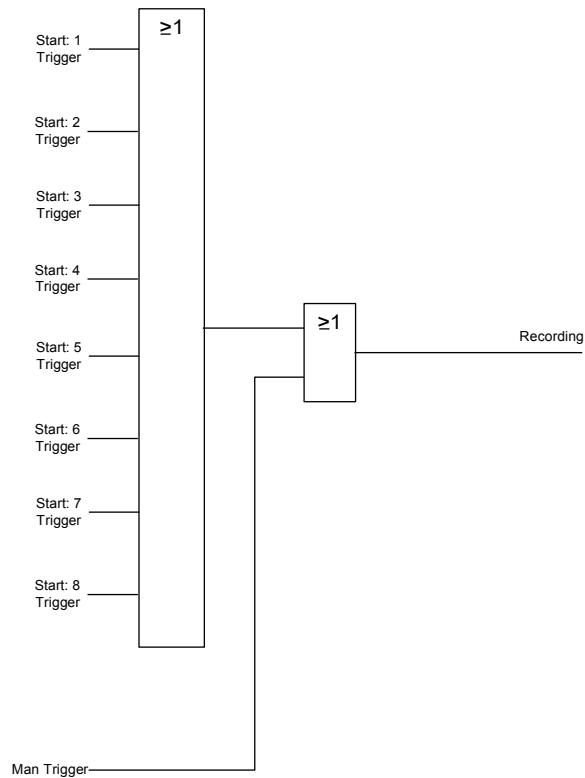 ≥1
Start: 1
Trigger
Start: 2
Trigger
Start: 3
Trigger
Start: 4
Trigger
≥1
Recording
Start: 5
Trigger
Start: 6
Trigger
Start: 7
Trigger
Start: 8
Trigger
Man Trigger